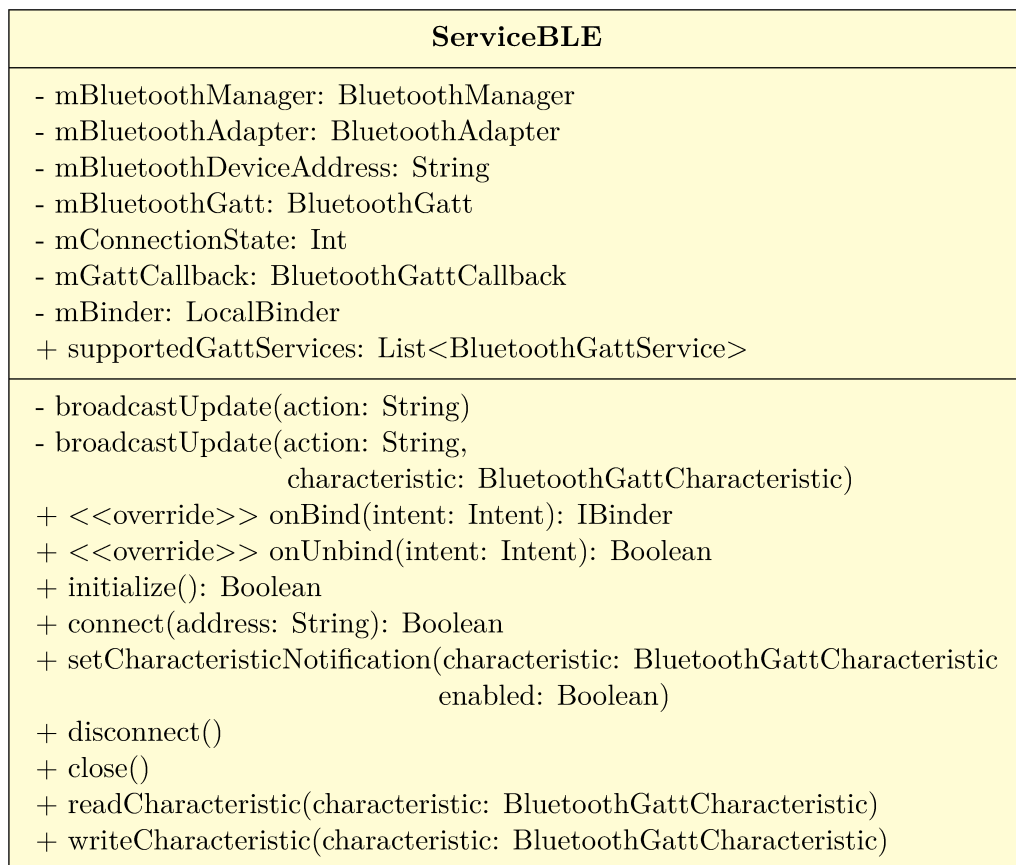 ServiceBLE
- mBluetoothManager: BluetoothManager
- mBluetoothAdapter: BluetoothAdapter
- mBluetoothDeviceAddress: String
- mBluetoothGatt: BluetoothGatt
- mConnectionState: Int
- mGattCallback: BluetoothGattCallback
- mBinder: LocalBinder
+ supportedGattServices: List<BluetoothGattService>
- broadcastUpdate(action: String)
- broadcastUpdate(action: String,
characteristic: BluetoothGattCharacteristic)
+ <<override>> onBind(intent: Intent): IBinder
+ <<override>> onUnbind(intent: Intent): Boolean
+ initialize(): Boolean
+ connect(address: String): Boolean
+ setCharacteristicNotification(characteristic: BluetoothGattCharacteristic
enabled: Boolean)
+ disconnect()
+ close()
+ readCharacteristic(characteristic: BluetoothGattCharacteristic)
+ writeCharacteristic(characteristic: BluetoothGattCharacteristic)